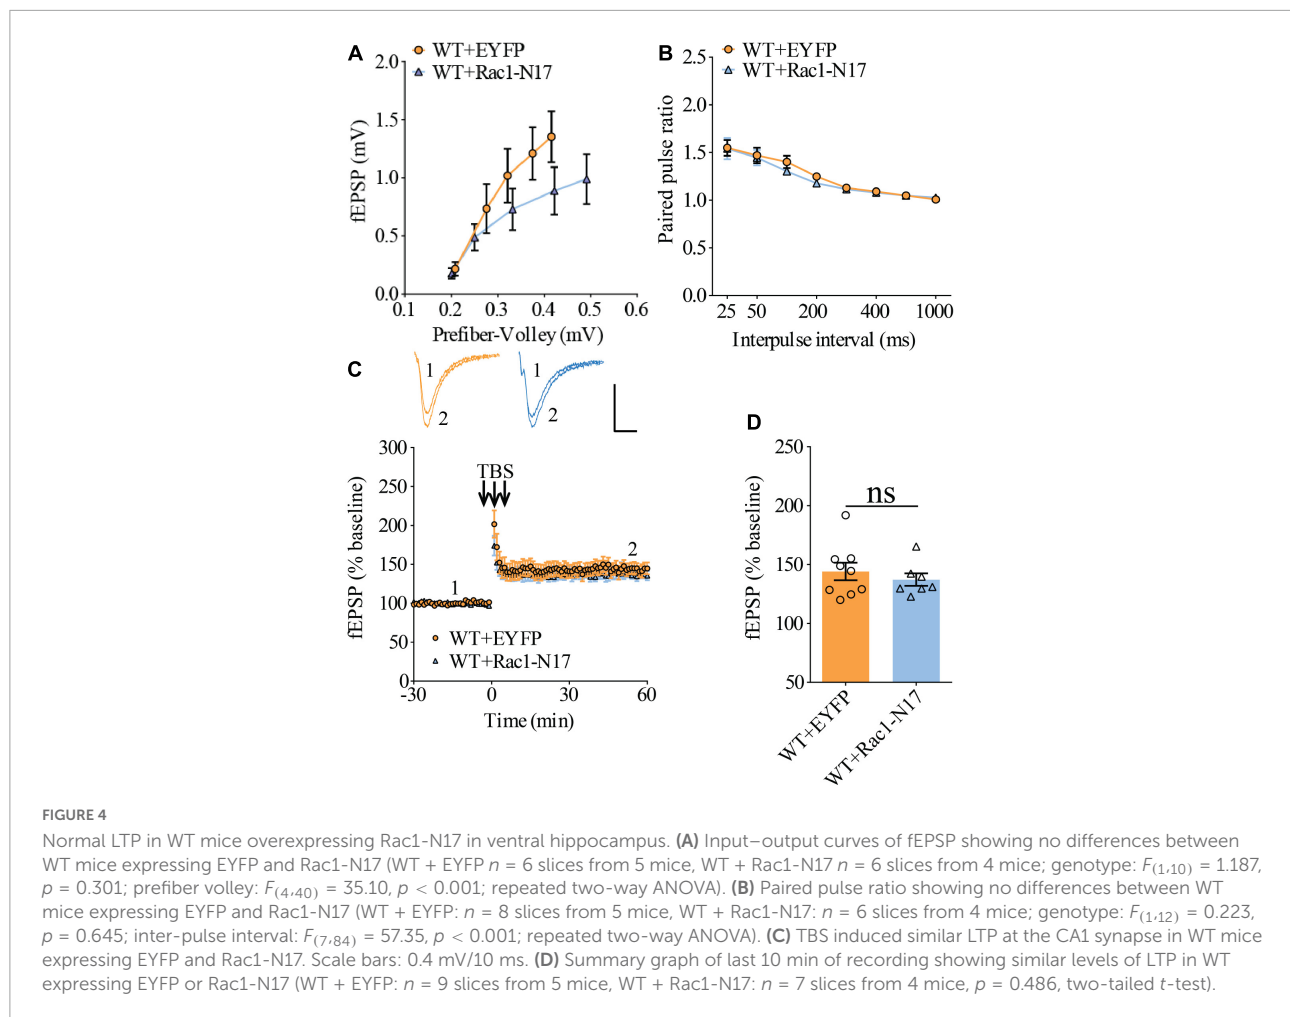 A
WT+EYFP
WT+Rac1-N17
2.0
1.5
1.0
0.5
0.0
fEPSP (mV)
0.1 0.2 0.3 0.4 0.5 0.6
Prefiber-Volley (mV)
B
WT+EYFP
WT+Rac1-N17
2.5
2.0
1.5
1.0
0.5
0.0
Paired pulse ratio
25 50 200 400 1000
Interpulse interval (ms)
C
1
2
1
2
300
250
200
150
100
50
0
fEPSP (% baseline)
TBS
1
2
WT+EYFP
WT+Rac1-N17
-30 0 30 60
Time (min)
D
250
200
150
100
50
fEPSP (% baseline)
ns
WT+EYFP
WT+Rac1-N17
FIGURE 4
Normal LTP in WT mice overexpressing Rac1-N17 in ventral hippocampus. (A) Input–output curves of fEPSP showing no differences between
WT mice expressing EYFP and Rac1-N17 (WT + EYFP n = 6 slices from 5 mice, WT + Rac1-N17 n = 6 slices from 4 mice; genotype: F(1,10) = 1.187,
p = 0.301; prefiber volley: F(4,40) = 35.10, p < 0.001; repeated two-way ANOVA). (B) Paired pulse ratio showing no differences between WT
mice expressing EYFP and Rac1-N17 (WT + EYFP: n = 8 slices from 5 mice, WT + Rac1-N17: n = 6 slices from 4 mice; genotype: F(1,12) = 0.223,
p = 0.645; inter-pulse interval: F(7,84) = 57.35, p < 0.001; repeated two-way ANOVA). (C) TBS induced similar LTP at the CA1 synapse in WT mice
expressing EYFP and Rac1-N17. Scale bars: 0.4 mV/10 ms. (D) Summary graph of last 10 min of recording showing similar levels of LTP in WT
expressing EYFP or Rac1-N17 (WT + EYFP: n = 9 slices from 5 mice, WT + Rac1-N17: n = 7 slices from 4 mice, p = 0.486, two-tailed t-test).